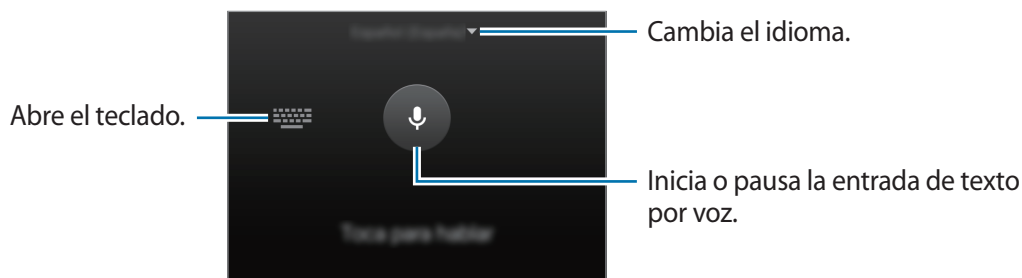 Cambia el idioma.
Abre el teclado.
Inicia o pausa la entrada de texto
por voz.
Toca para hablar